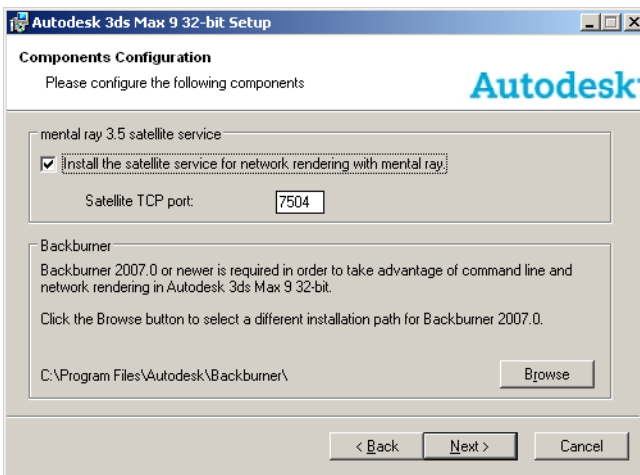 Autodesk 3ds Max 9 32-bit Setup
Components Configuration
Please configure the following components
Autodesk
mental ray 3.5 satellite service
Install the satellite service for network rendering with mental ray.
Satellite TCP port: 7504
Backburner
Backburner 2007.0 or newer is required in order to take advantage of command line and
network rendering in Autodesk 3ds Max 9 32-bit.
Click the Browse button to select a different installation path for Backburner 2007.0.
C:\Program Files\Autodesk\Backburner\ Browse
< Back Next > Cancel